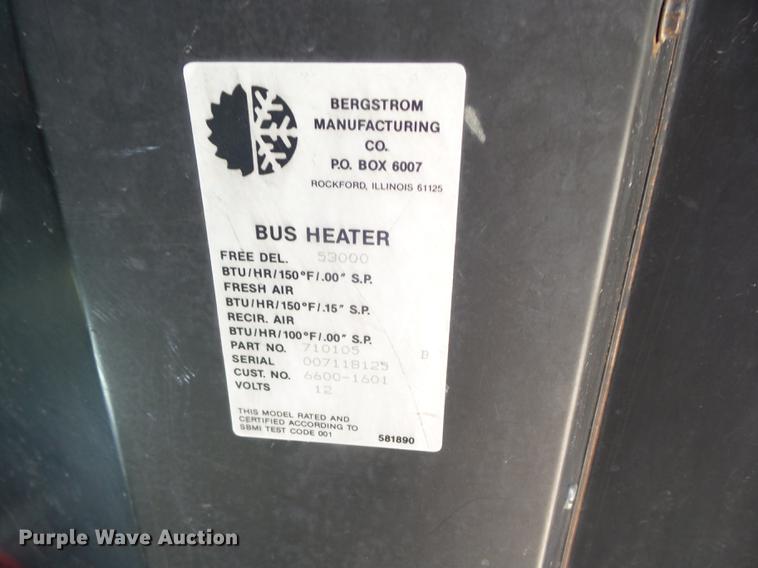 BERGSTROM
MANUFACTURING
CO.
P.O. BOX 6007
ROCKFORD, ILLINOIS 61125
BUS HEATER
FREE DEL. 53000
BTU/HR/150°F/.00" S.P.
FRESH AIR
BTU/HR/150°F/.15" S.P.
RECIR. AIR
BTU/HR/100°F/.00" S.P.
PART NO. 710105 B
SERIAL 007118125
CUST. NO. 6600-1601
VOLTS 12
THIS MODEL RATED AND
CERTIFIED ACCORDING TO
SBMI TEST CODE 001
581890
Purple Wave Auction®